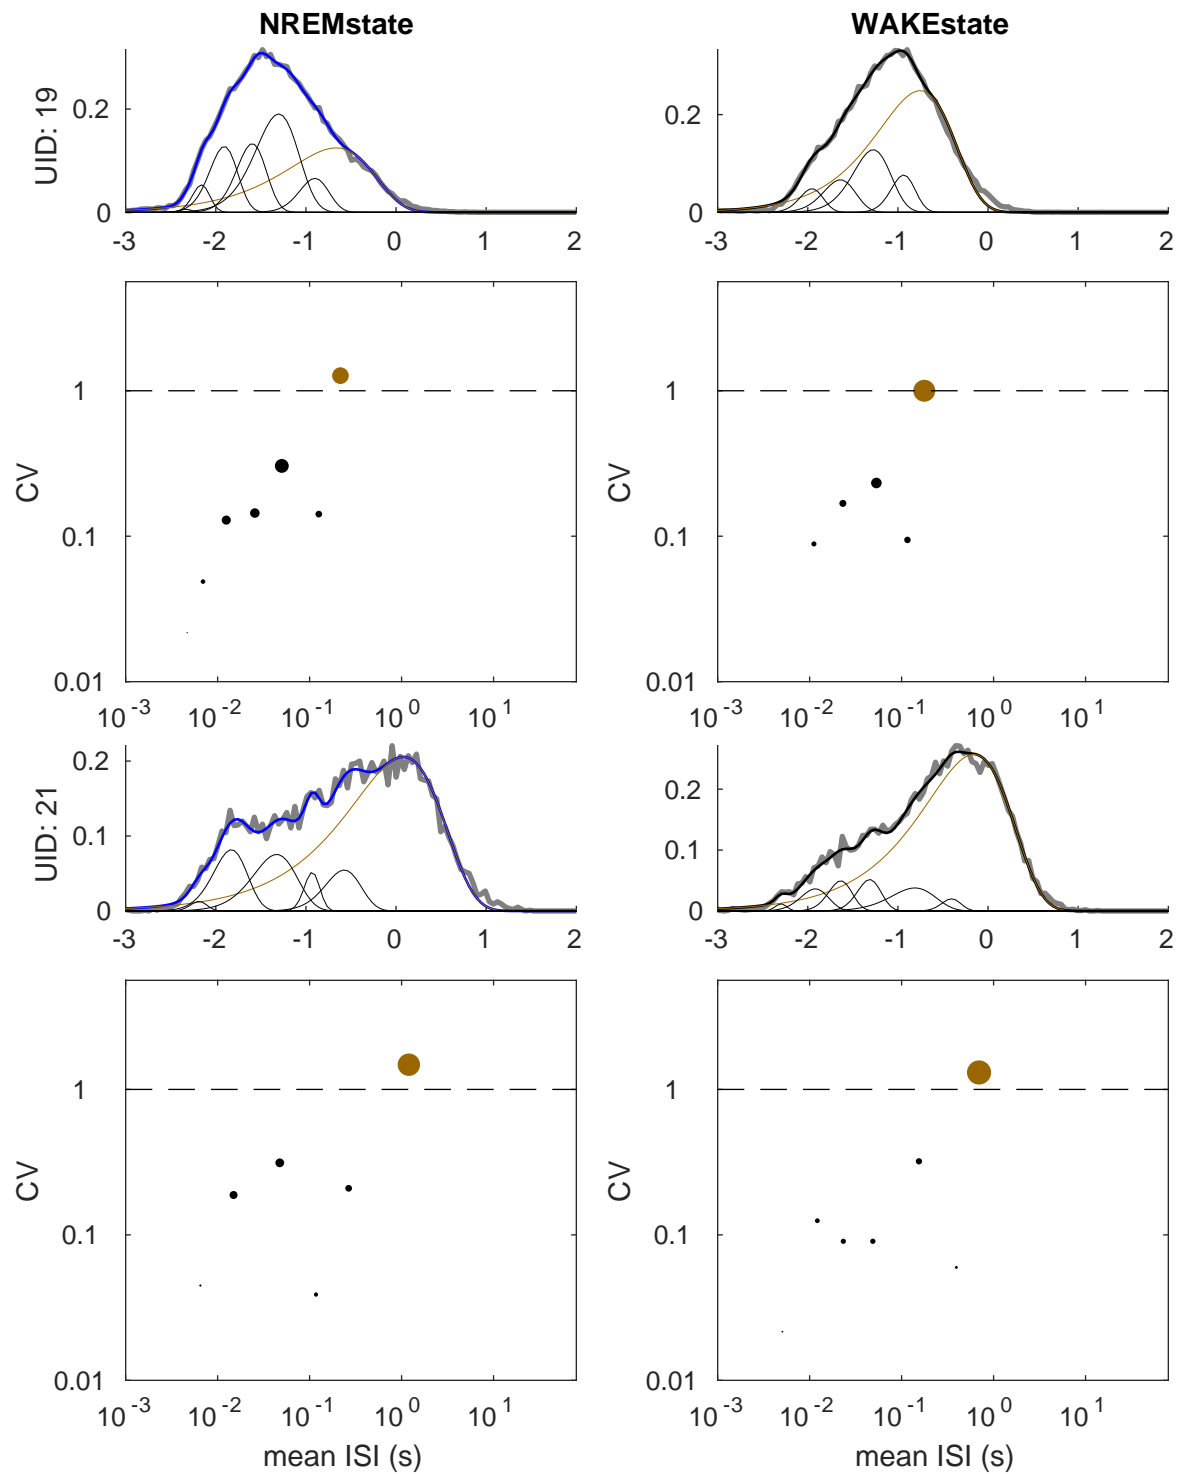 NREMstate WAKEstate
UID: 19
0.2 0.2
0 0
-3 -2 -1 0 1 2 -3 -2 -1 0 1 2
CV CV
1 1
0.1 0.1
0.01 0.01
10^-3 10^-2 10^-1 10^0 10^1 10^-3 10^-2 10^-1 10^0 10^1
UID: 21
0.2 0.2
0.1 0.1
0 0
-3 -2 -1 0 1 2 -3 -2 -1 0 1 2
CV CV
1 1
0.1 0.1
0.01 0.01
10^-3 10^-2 10^-1 10^0 10^1 10^-3 10^-2 10^-1 10^0 10^1
mean ISI (s) mean ISI (s)